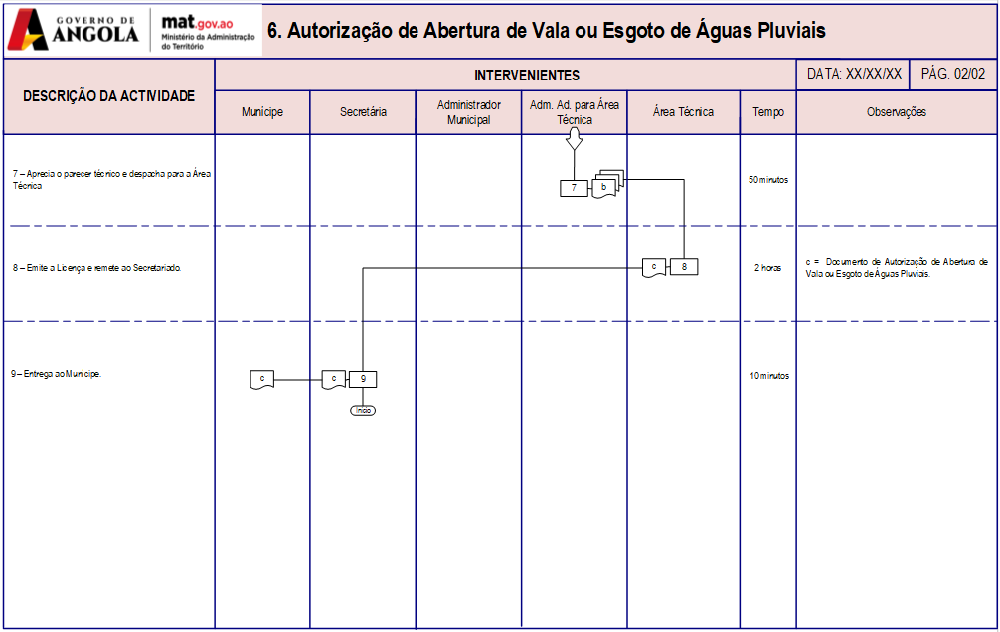 GOVERNO DE
ANGOLA
mat.gov.ao
Ministério da Administração
do Território
6. Autorização de Abertura de Vala ou Esgoto de Águas Pluviais
DESCRIÇÃO DA ACTIVIDADE
INTERVENIENTES
DATA: XX/XX/XX
PÁG. 02/02
Municipe
Secretária
Administrador
Municipal
Adm. Ad. para Área
Técnica
Área Técnica
Tempo
Observações
7 – Aprecia o parecer técnico e despacha para a Área
Técnica
7
b
50 minutos
8 – Emite a Licença e remete ao Secretariado.
c
8
2 horas
c = Documento de Autorização de Abertura de
Vala ou Esgoto de Águas Pluviais.
9 – Entrega ao Municipe.
c
c
9
10 minutos
Início